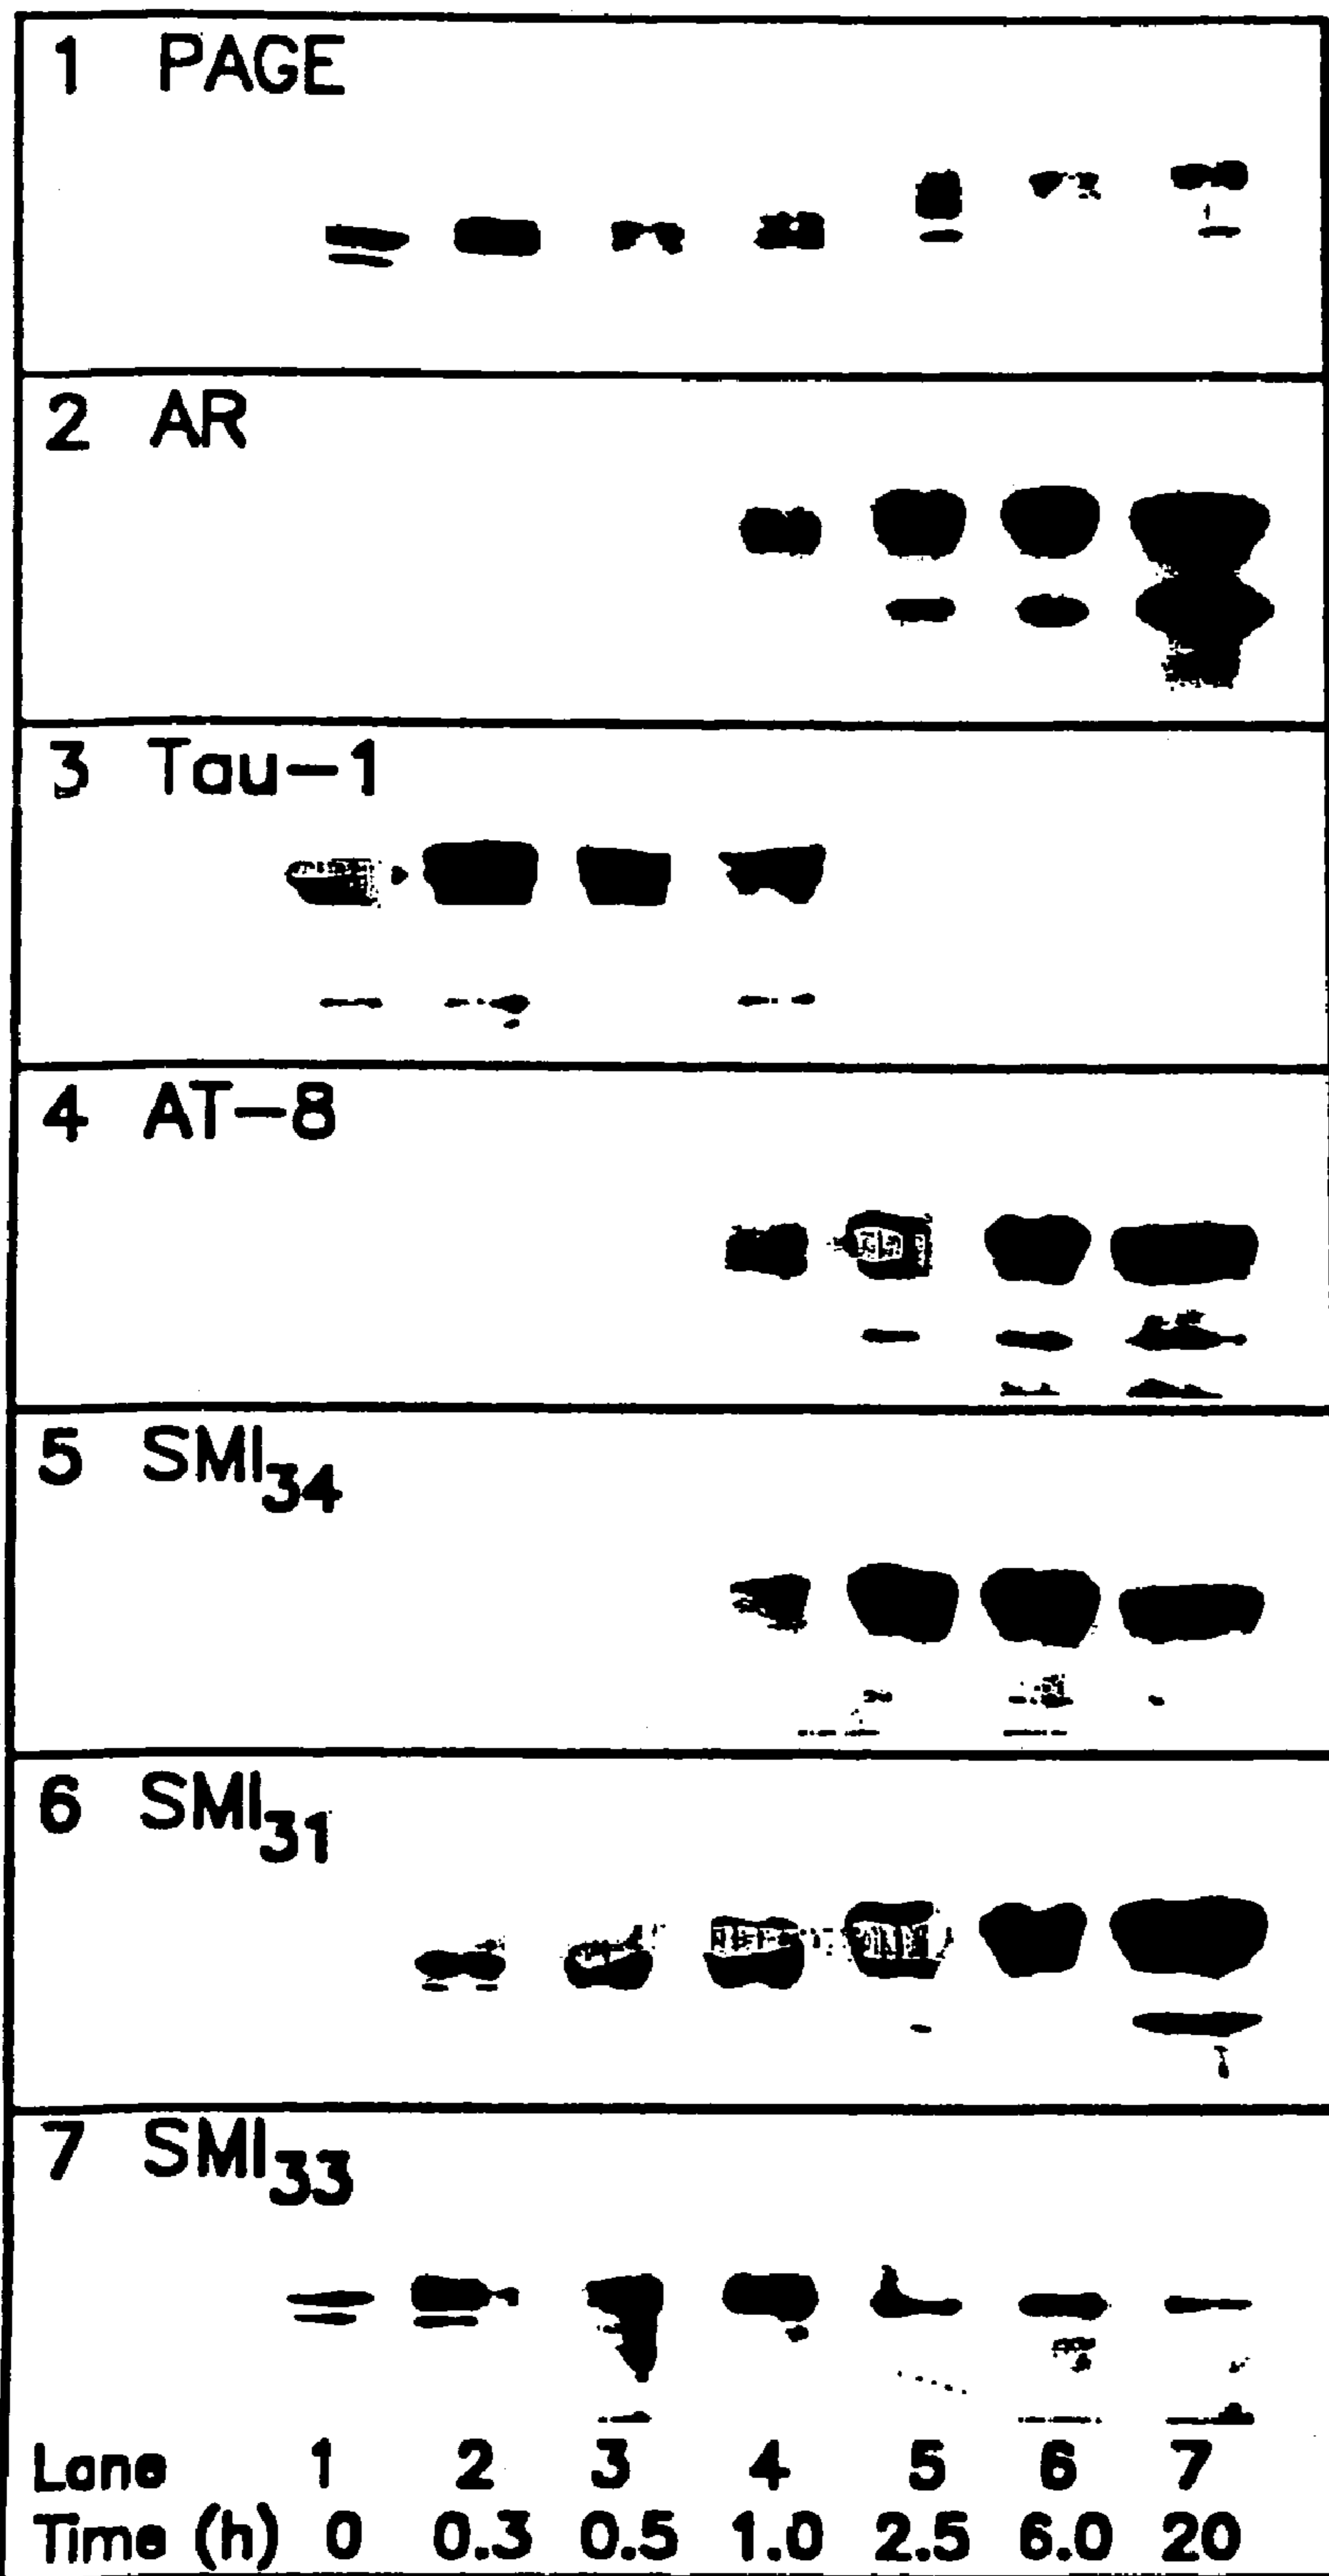 1 PAGE
2 AR
3 Tau-1
4 AT-8
5 SMI34
6 SMI31
7 SMI33
Lane 1 2 3 4 5 6 7
Time (h) 0 0.3 0.5 1.0 2.5 6.0 20